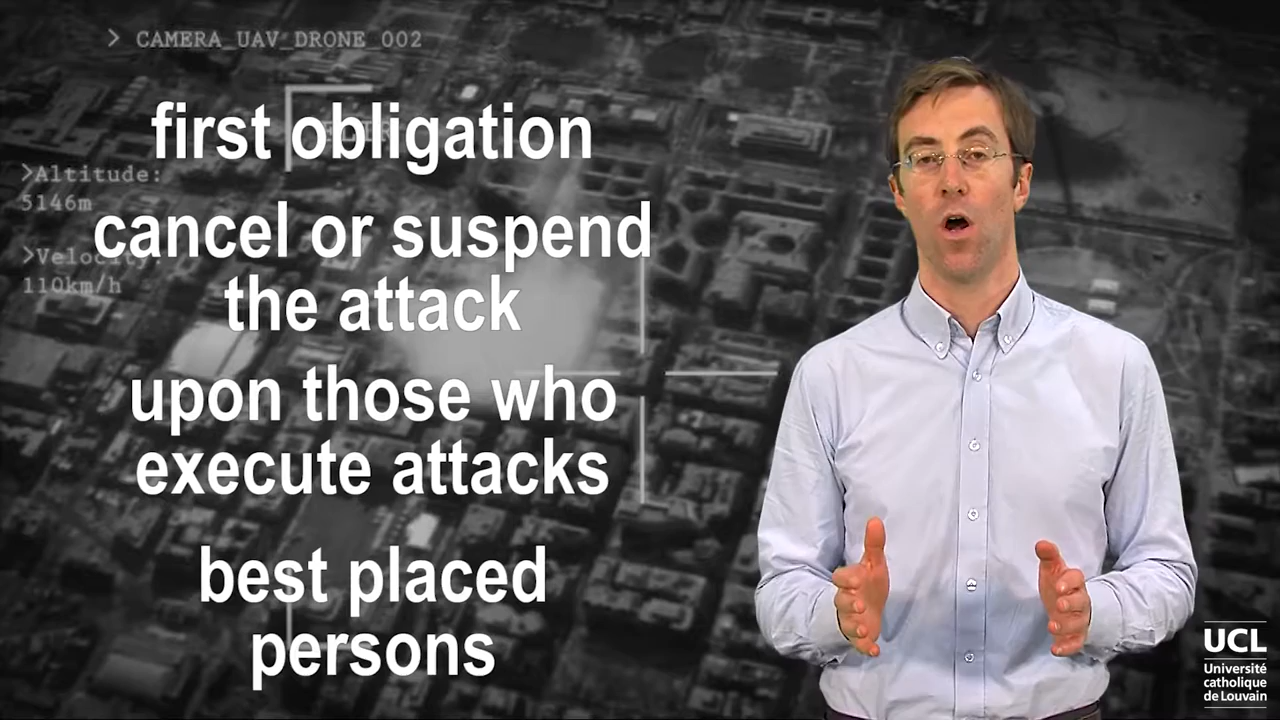 > CAMERA_UAV_DRONE_002
first obligation
>Altitude:
5146m
cancel or suspend
the attack
>Velocity:
110km/h
upon those who
execute attacks
best placed
persons
UCL
Université
catholique
de Louvain